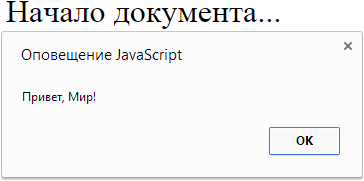 Начало документа...
Оповещение JavaScript
Привет, Мир!
OK